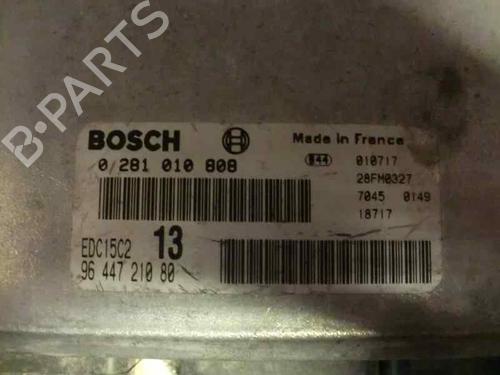 B-PARTS
BOSCH
Made in France
0 281 010 808
e44 010717
28FM0327
7045 0149
18717
EDC15C2 13
96 447 210 80